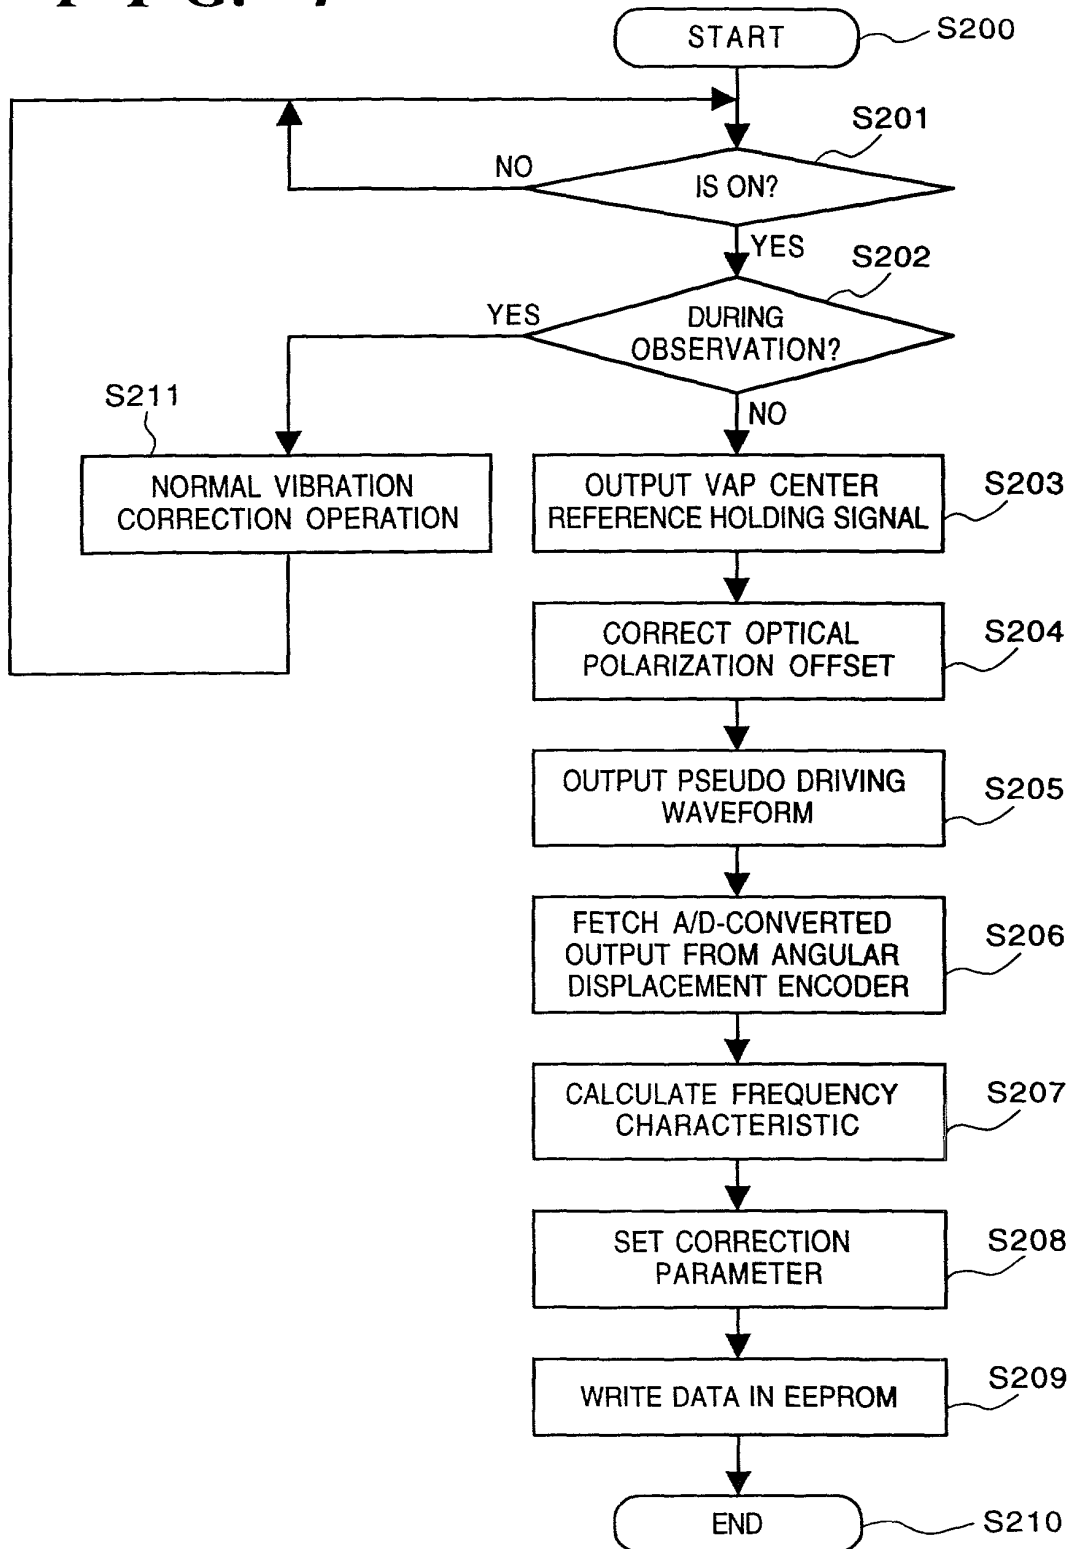 START
S200
S201
NO
IS ON?
YES
S202
YES
DURING
OBSERVATION?
NO
S211
NORMAL VIBRATION
CORRECTION OPERATION
OUTPUT VAP CENTER
REFERENCE HOLDING SIGNAL
S203
CORRECT OPTICAL
POLARIZATION OFFSET
S204
OUTPUT PSEUDO DRIVING
WAVEFORM
S205
FETCH A/D-CONVERTED
OUTPUT FROM ANGULAR
DISPLACEMENT ENCODER
S206
CALCULATE FREQUENCY
CHARACTERISTIC
S207
SET CORRECTION
PARAMETER
S208
WRITE DATA IN EEPROM
S209
END
S210